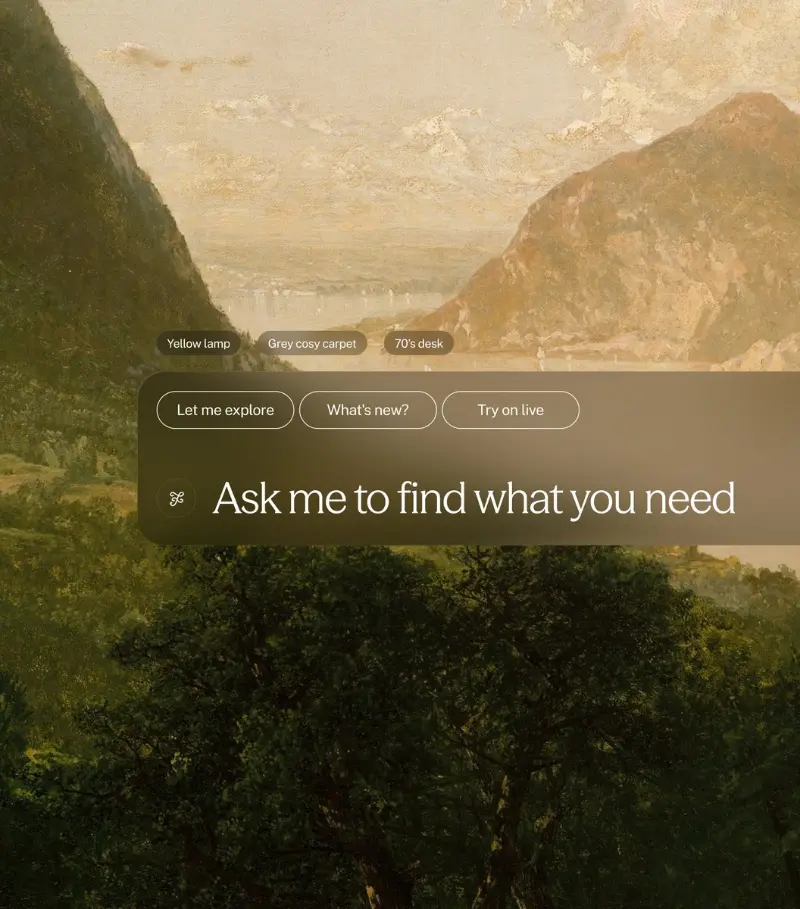 Yellow lamp Grey cosy carpet 70's desk
Let me explore What's new? Try on live
Ask me to find what you need